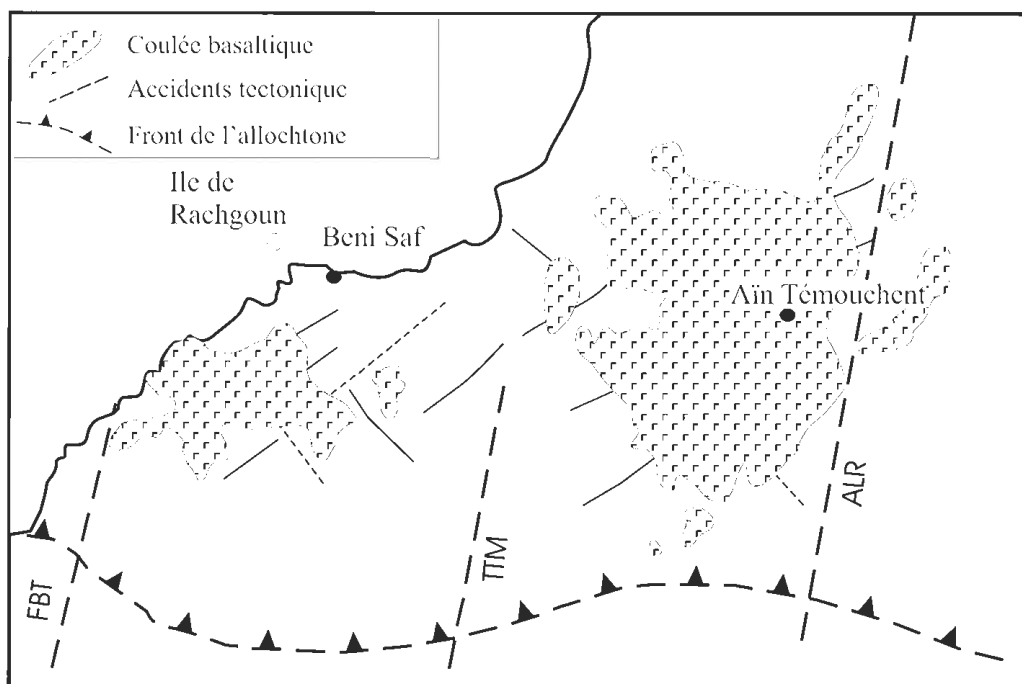 Coulée basaltique
Accidents tectonique
Front de l'allochtone
Ile de
Rachgoun
Beni Saf
Aïn Témouchent
FBT
TTM
ALR